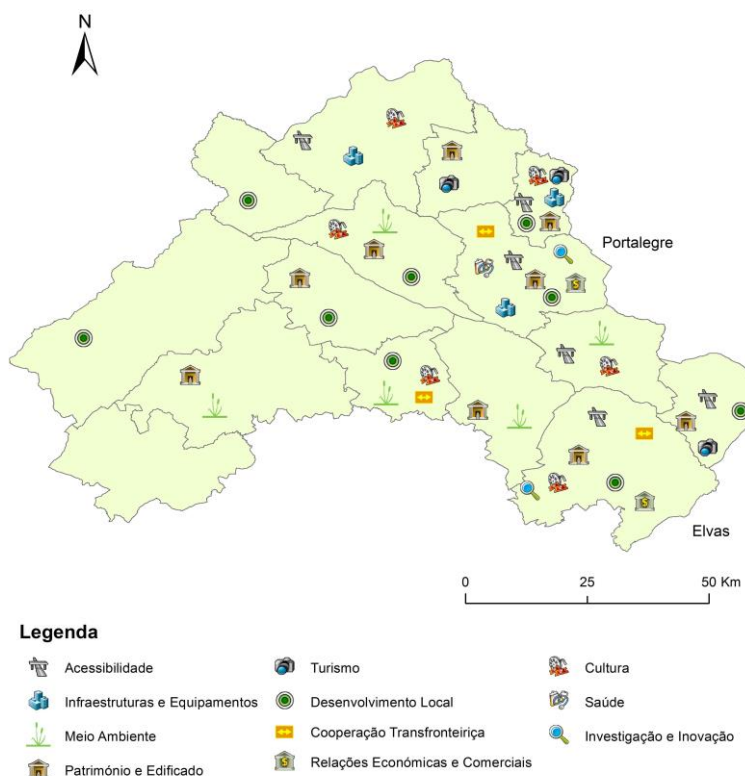 N
Portalegre
Elvas
0 25 50 Km
Legenda
Acessibilidade
Turismo
Cultura
Infraestruturas e Equipamentos
Desenvolvimento Local
Saúde
Meio Ambiente
Cooperação Transfronteiriça
Investigação e Inovação
Património e Edificado
Relações Económicas e Comerciais